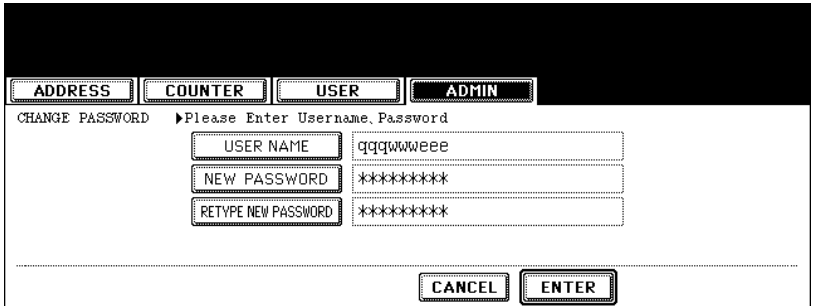 ADDRESS COUNTER USER ADMIN
CHANGE PASSWORD ▶Please Enter Username、Password
USER NAME qqqwwweee
NEW PASSWORD *********
RETYPE NEW PASSWORD *********
CANCEL ENTER